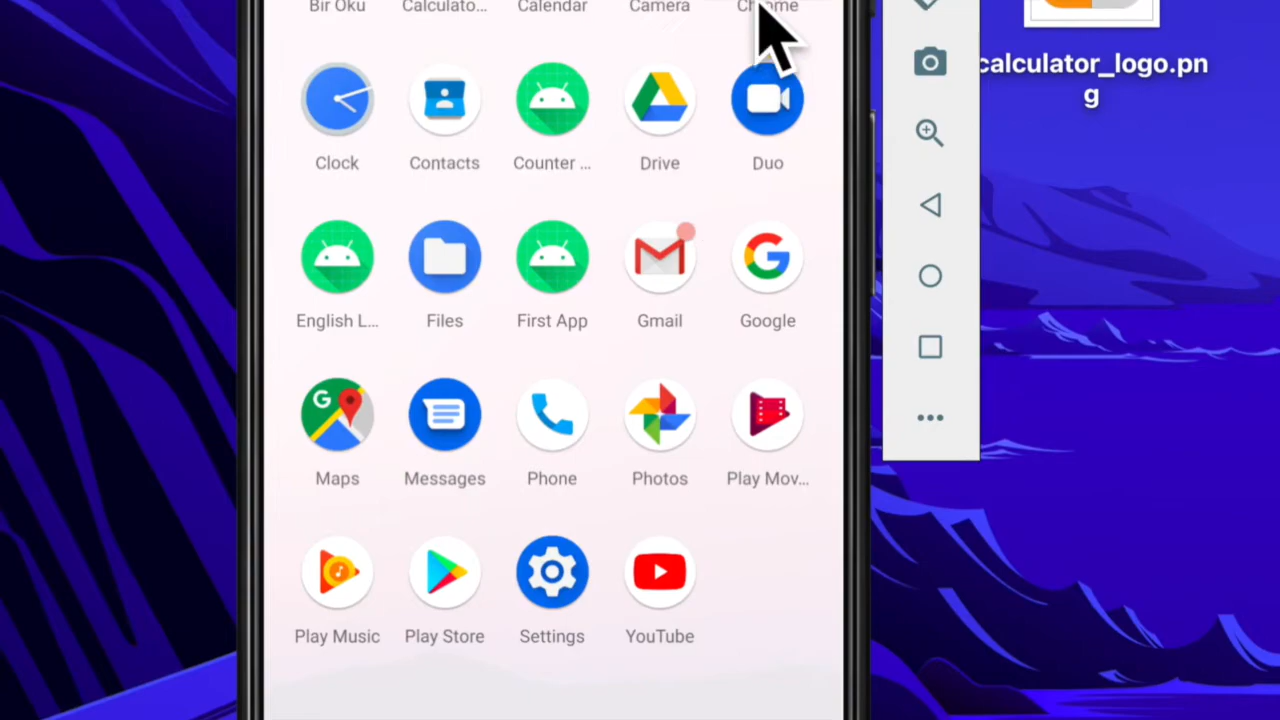 Bir Oku Calculato... Calendar Camera Chrome
calculator_logo.pn
g
Clock Contacts Counter ... Drive Duo
English L... Files First App Gmail Google
Maps Messages Phone Photos Play Mov...
Play Music Play Store Settings YouTube